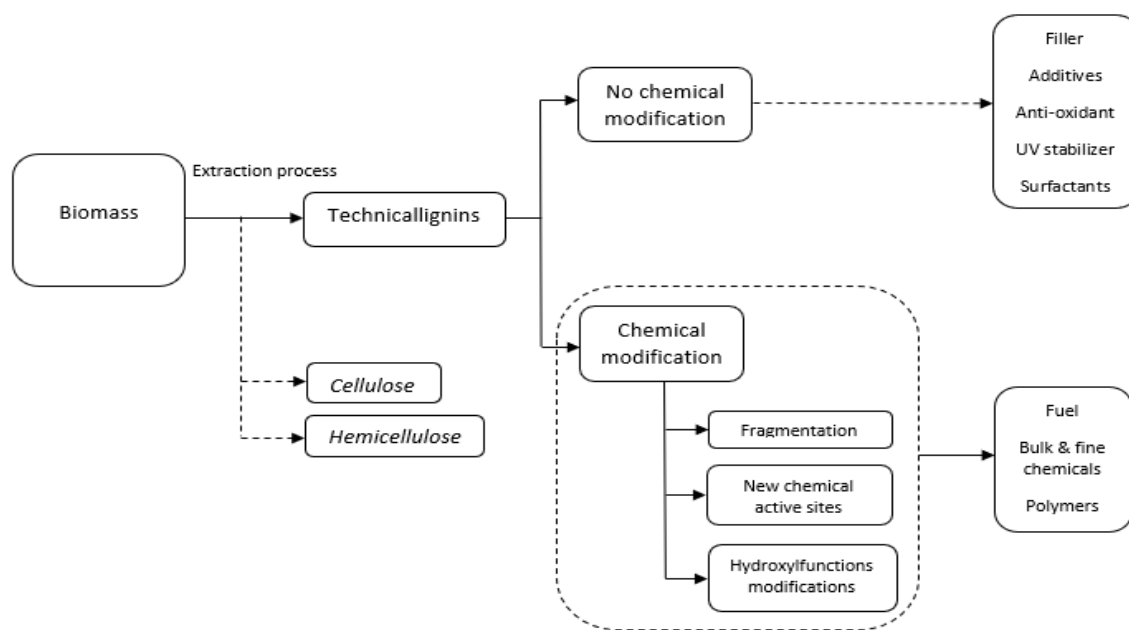 Biomass
Extraction process
Technicallignins
Cellulose
Hemicellulose
No chemical
modification
Filler
Additives
Anti-oxidant
UV stabilizer
Surfactants
Chemical
modification
Fragmentation
New chemical
active sites
Hydroxylfunctions
modifications
Fuel
Bulk & fine
chemicals
Polymers